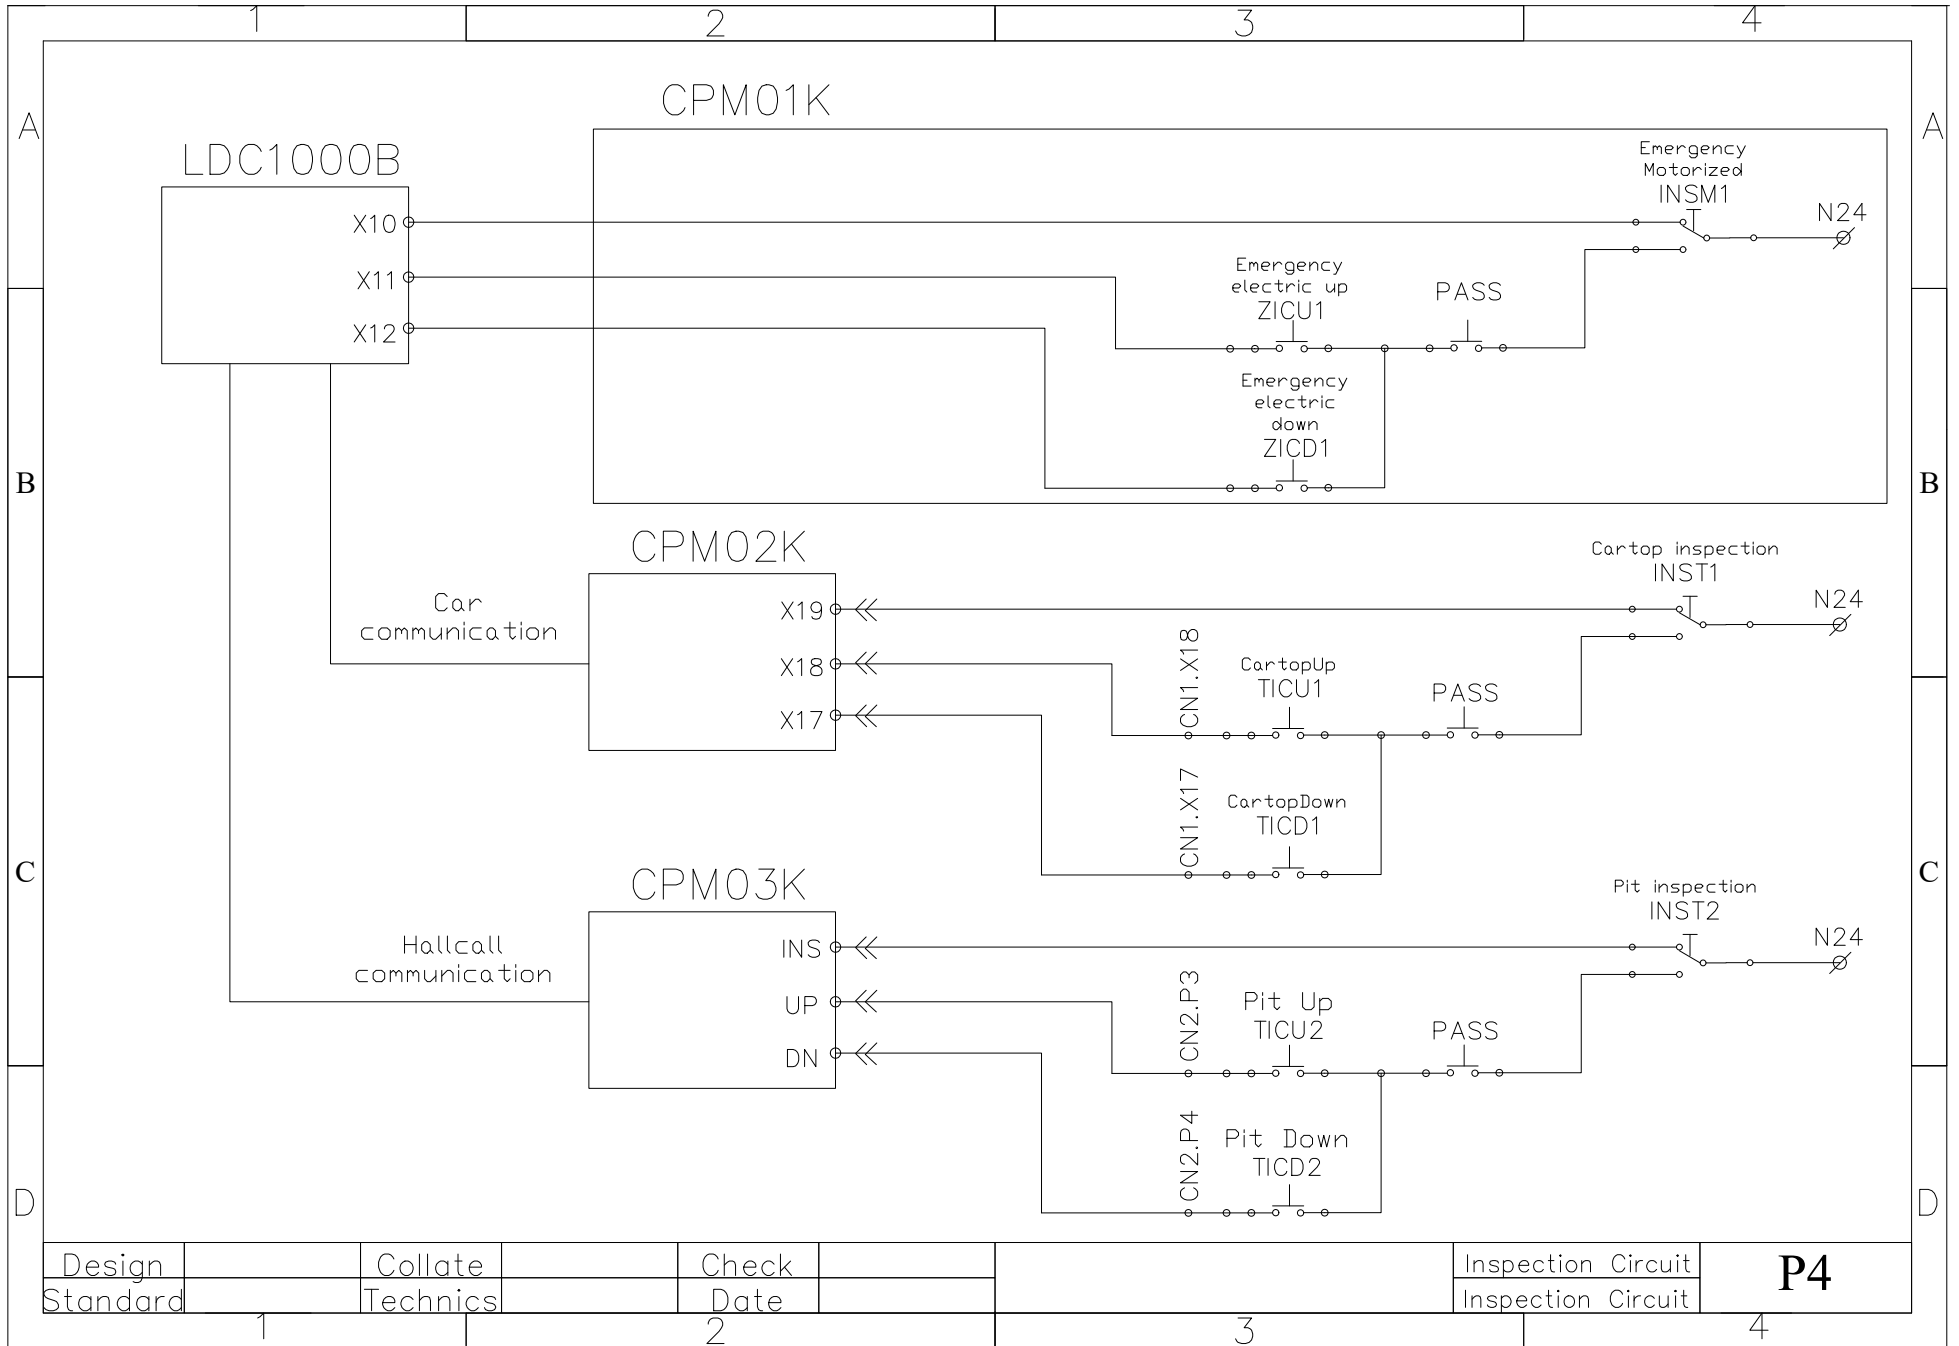 1 2 3 4
A A
CPM01K
Emergency
Motorized
INSM1
LDC1000B
X10
N24
X11
Emergency
electric up
ZICU1
PASS
X12
Emergency
electric
down
ZICD1
B B
CPM02K
Cartop inspection
INST1
Car
communication
X19
N24
X18
CN1.X18
CartopUp
TICU1
PASS
X17
CN1.X17
CartopDown
TICD1
C C
CPM03K
Pit inspection
INST2
Hallcall
communication
INS
N24
UP
CN2.P3
Pit Up
TICU2
PASS
DN
CN2.P4
Pit Down
TICD2
D D
Design Collate Check Inspection Circuit P4
Standard Technics Date Inspection Circuit
1 2 3 4